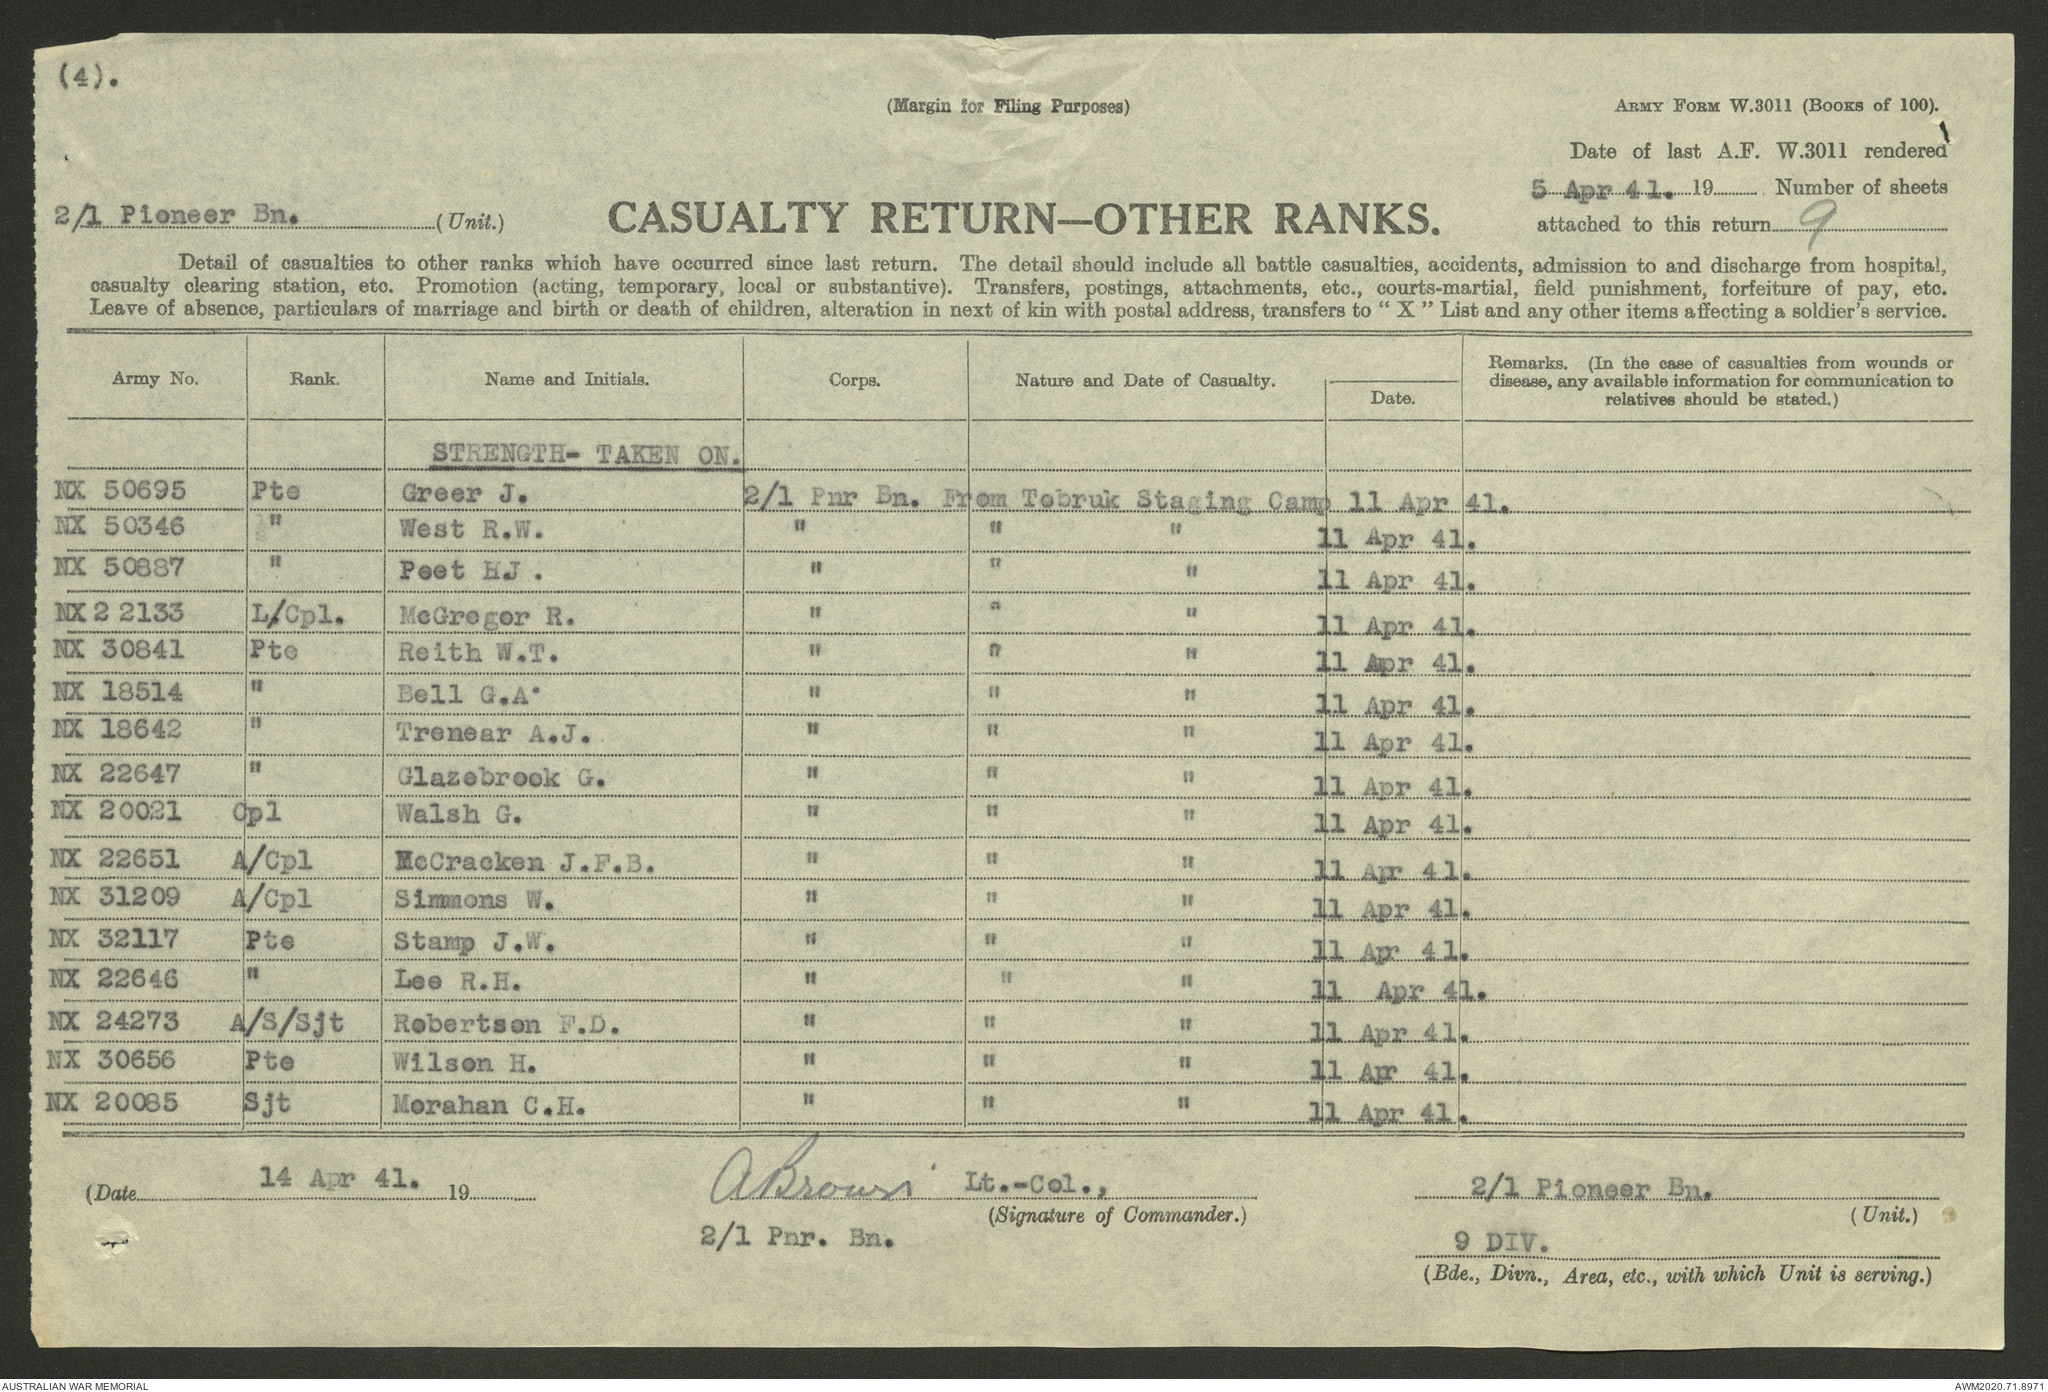 (4).
(Margin for Filing Purposes)
ARMY FORM W.3011 (BOOKS of 100).
Date of last A.F. W.3011 rendered
5 Apr 41. 19 Number of sheets
attached to this return 9
2/1 Pioneer Bn. (Unit.)
CASUALTY RETURN—OTHER RANKS.
Detail of casualties to other ranks which have occurred since last return. The detail should include all battle casualties, accidents, admission to and discharge from hospital,
casualty clearing station, etc. Promotion (acting, temporary, local or substantive). Transfers, postings, attachments, etc., courts-martial, field punishment, forfeiture of pay, etc.
Leave of absence, particulars of marriage and birth or death of children, alteration in next of kin with postal address, transfers to " X " List and any other items affecting a soldier's service.
Army No. Rank. Name and Initials. Corps. Nature and Date of Casualty. Date. Remarks. (In the case of casualties from wounds or
disease, any available information for communication to
relatives should be stated.)
STRENGTH- TAKEN ON.
NX 50695 Pte Greer J. 2/1 Pnr Bn. From Tobruk Staging Camp 11 Apr 41.
NX 50346 " West R.W. " " " 11 Apr 41.
NX 50887 " Peet HJ . " " " 11 Apr 41.
NX 2 2133 L/Cpl. McGregor R. " " " 11 Apr 41.
NX 30841 Pte Reith W.T. " " " 11 Apr 41.
NX 18514 " Bell G.A. " " " 11 Apr 41.
NX 18642 " Trenear A.J. " " " 11 Apr 41.
NX 22647 " Glazebrook G. " " " 11 Apr 41.
NX 20021 Cpl Walsh G. " " " 11 Apr 41.
NX 22651 A/Cpl McCracken J.F.B. " " " 11 Apr 41.
NX 31209 A/Cpl Simmons W. " " " 11 Apr 41.
NX 32117 Pte Stamp J.W. " " " 11 Apr 41.
NX 22646 " Lee R.H. " " " 11 Apr 41.
NX 24273 A/S/Sjt Robertson F.D. " " " 11 Apr 41.
NX 30656 Pte Wilson H. " " " 11 Apr 41.
NX 20085 Sjt Morahan C.H. " " " 11 Apr 41.
(Date 14 Apr 41. 19
ABrown Lt.-Col.,
(Signature of Commander.)
2/1 Pnr. Bn.
2/1 Pioneer Bn.
(Unit.)
9 DIV.
(Bde., Divn., Area, etc., with which Unit is serving.)
AUSTRALIAN WAR MEMORIAL
AWM2020.71.8971